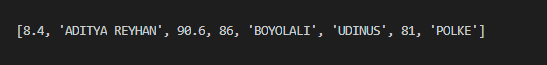 [8.4, 'ADITYA REYHAN', 90.6, 86, 'BOYOLALI', 'UDINUS', 81, 'POLKE']